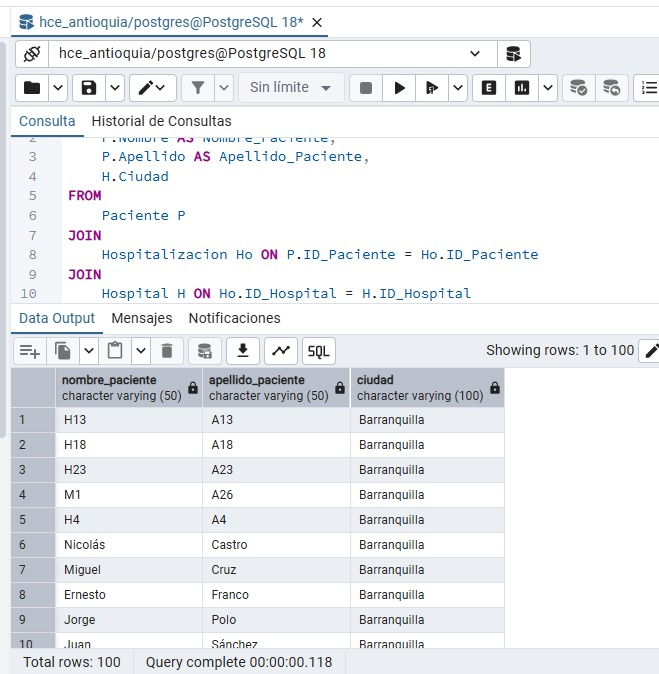 hce_antioquia/postgres@PostgreSQL 18*
hce_antioquia/postgres@PostgreSQL 18
Sin límite
E
Consulta Historial de Consultas
2 P.Nombre AS Nombre_Paciente,
3 P.Apellido AS Apellido_Paciente,
4 H.Ciudad
5 FROM
6 Paciente P
7 JOIN
8 Hospitalizacion Ho ON P.ID_Paciente = Ho.ID_Paciente
9 JOIN
10 Hospital H ON Ho.ID_Hospital = H.ID_Hospital
Data Output Mensajes Notificaciones
SQL Showing rows: 1 to 100
nombre_paciente apellido_paciente ciudad
character varying (50) character varying (50) character varying (100)
1 H13 A13 Barranquilla
2 H18 A18 Barranquilla
3 H23 A23 Barranquilla
4 M1 A26 Barranquilla
5 H4 A4 Barranquilla
6 Nicolás Castro Barranquilla
7 Miguel Cruz Barranquilla
8 Ernesto Franco Barranquilla
9 Jorge Polo Barranquilla
10 Juan Sánchez Barranquilla
Total rows: 100 Query complete 00:00:00.118